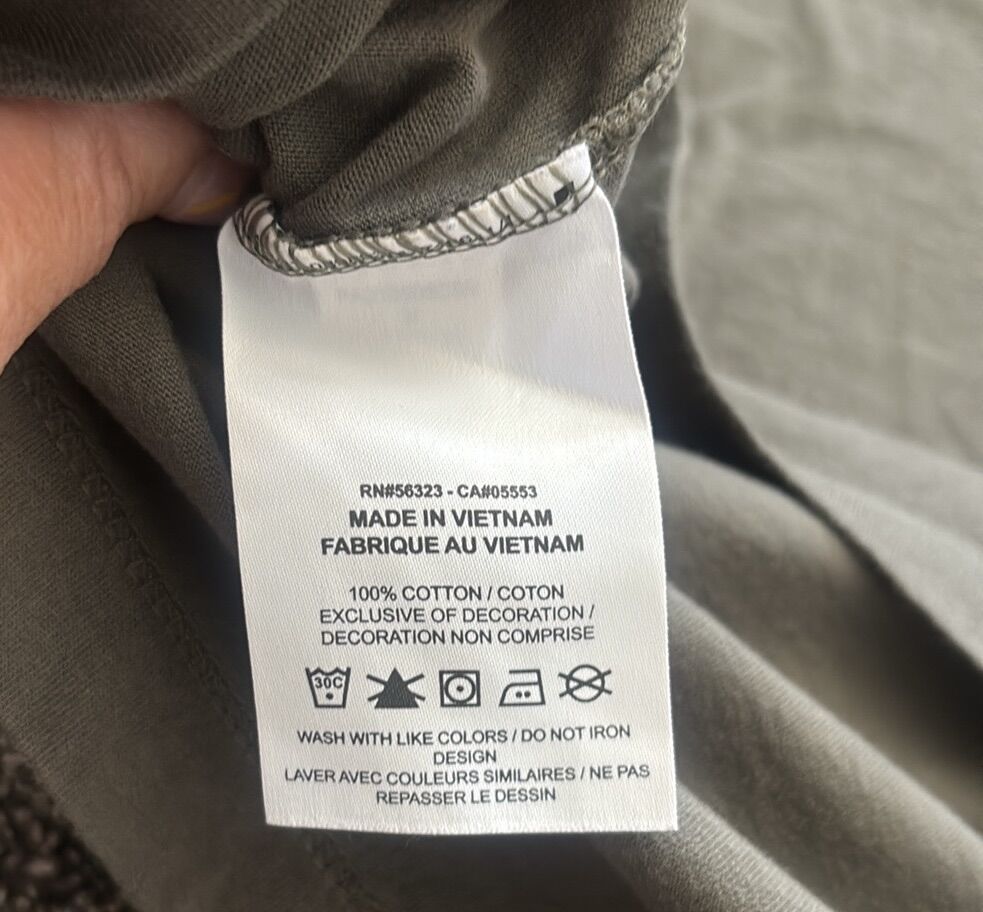 RN#56323 - CA#05553
MADE IN VIETNAM
FABRIQUE AU VIETNAM
100% COTTON / COTON
EXCLUSIVE OF DECORATION /
DECORATION NON COMPRISE
30C
WASH WITH LIKE COLORS / DO NOT IRON
DESIGN
LAVER AVEC COULEURS SIMILAIRES / NE PAS
REPASSER LE DESSIN